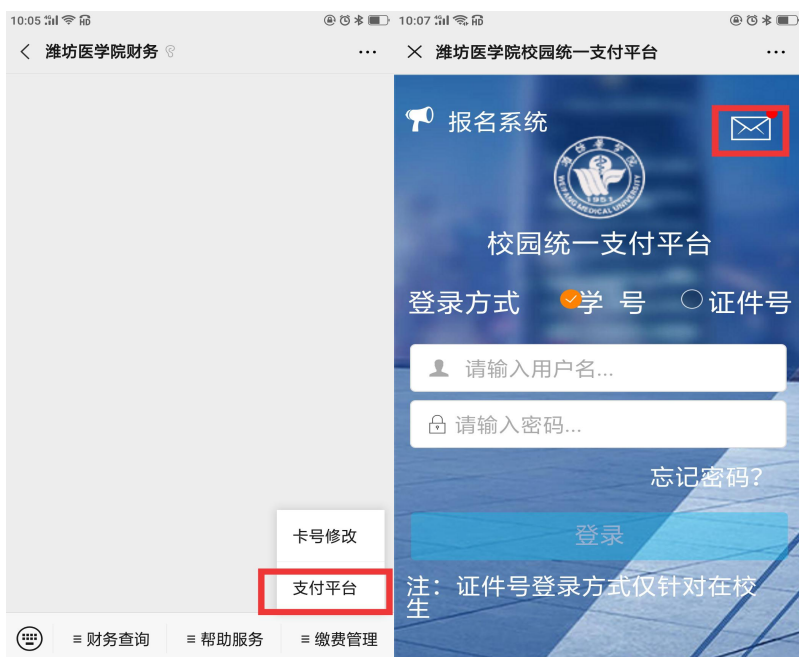 10:05
潍坊医学院财务
卡号修改
支付平台
财务查询
帮助服务
缴费管理
10:07
潍坊医学院校园统一支付平台
报名系统
WEIFANG MEDICAL UNIVERSITY
1951
校园统一支付平台
登录方式 学 号 证件号
请输入用户名...
请输入密码...
忘记密码?
登录
注: 证件号登录方式仅针对在校
生